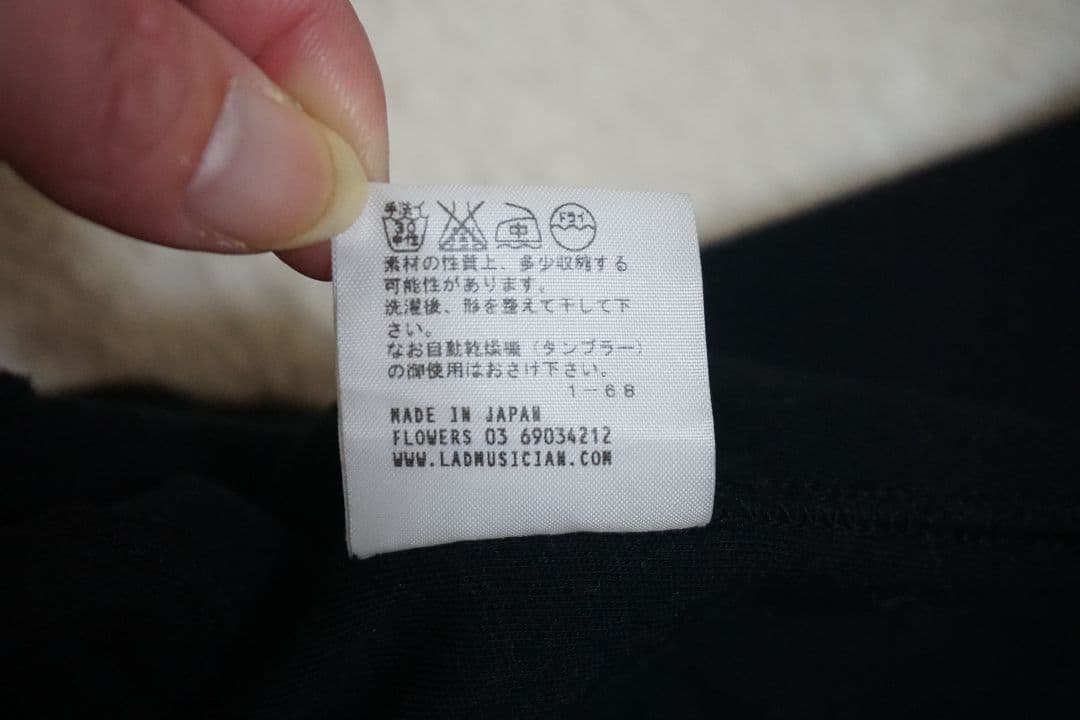 手洗イ 30 中性 中 ドライ
素材の性質上、多少収縮する
可能性があります。
洗濯後、形を整えて干して下
さい。
なお自動乾燥機（タンブラー）
の御使用はおさけ下さい。
1－68
MADE IN JAPAN
FLOWERS 03 69034212
WWW.LADMUSICIAN.COM